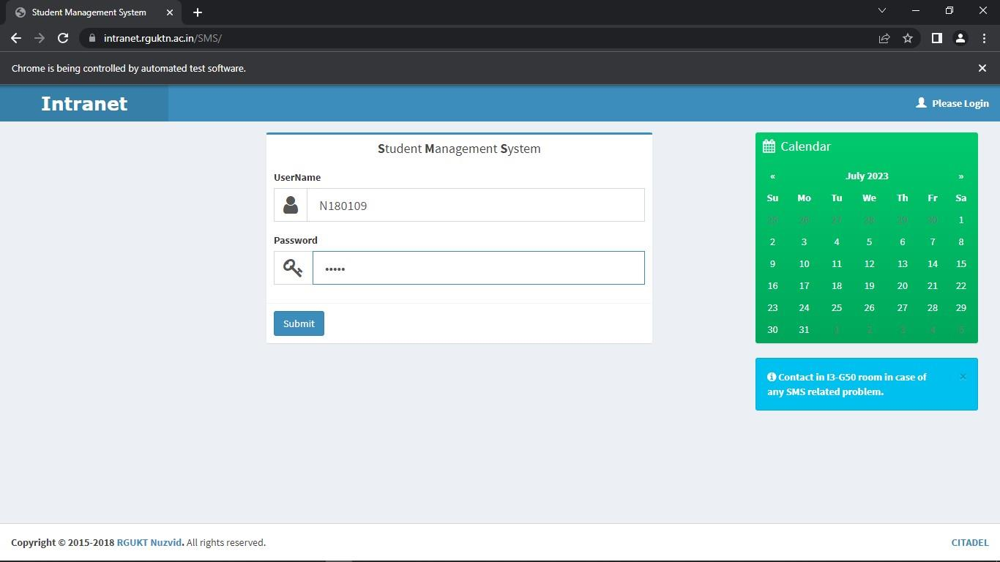 Student Management System
intranet.rguktn.ac.in/SMS/
Chrome is being controlled by automated test software.
Intranet
Please Login
Student Management System
UserName
N180109
Password
•••••
Submit
Calendar
« July 2023 »
Su Mo Tu We Th Fr Sa
25 26 27 28 29 30 1
2 3 4 5 6 7 8
9 10 11 12 13 14 15
16 17 18 19 20 21 22
23 24 25 26 27 28 29
30 31 1 2 3 4 5
Contact in I3-G50 room in case of
any SMS related problem.
×
Copyright © 2015-2018 RGUKT Nuzvid. All rights reserved.
CITADEL